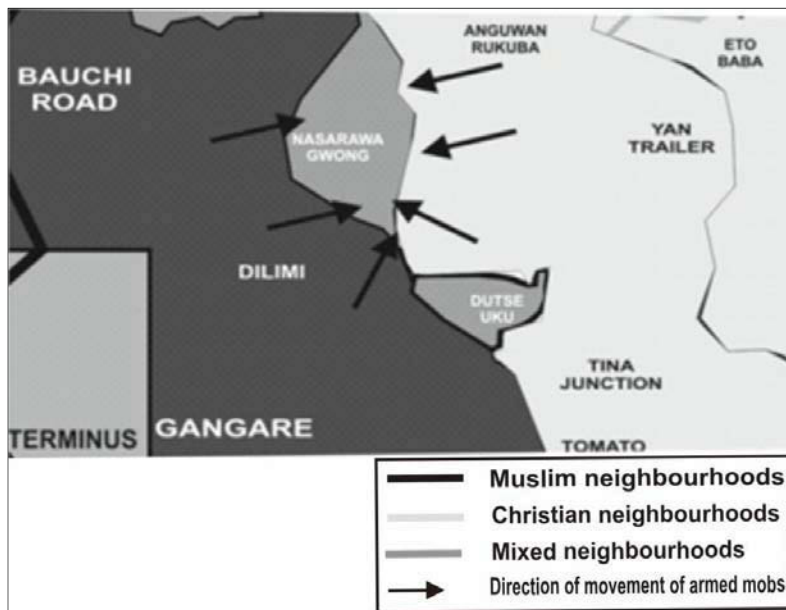 ANGUWAN
RUKUBA
ETO
BABA
BAUCHI
ROAD
NASARAWA
GWONG
YAN
TRAILER
DILIMI
DUTSE
UKU
TINA
JUNCTION
TERMINUS
GANGARE
TOMATO
Muslim neighbourhoods
Christian neighbourhoods
Mixed neighbourhoods
Direction of movement of armed mobs